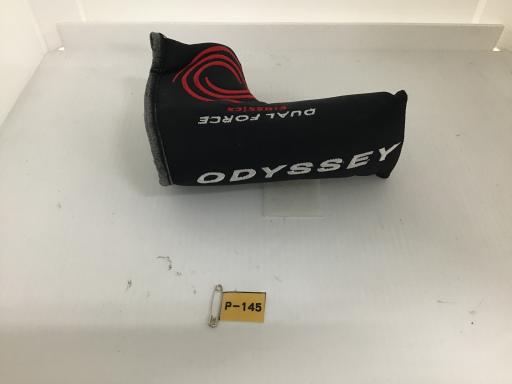 CLASSICS
DUAL FORCE
ODYSSEY
P-145